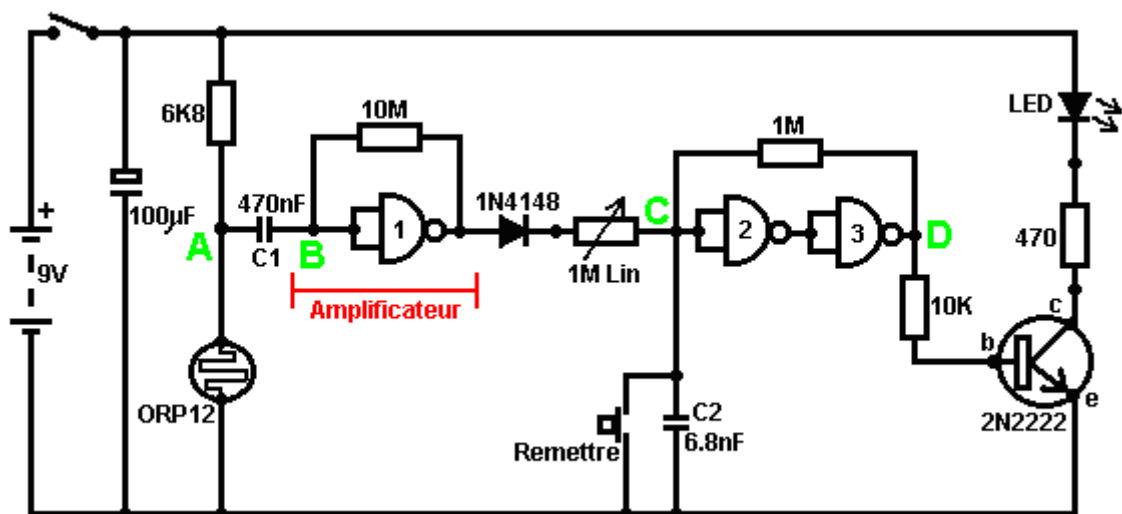 LED
6K8
10M
1M
+
100µF
470nF
1N4148
C
A
B
1
2
3
D
C1
1M Lin
470
9V
Amplificateur
10K
c
b
ORP12
C2
e
6.8nF
2N2222
Remettre